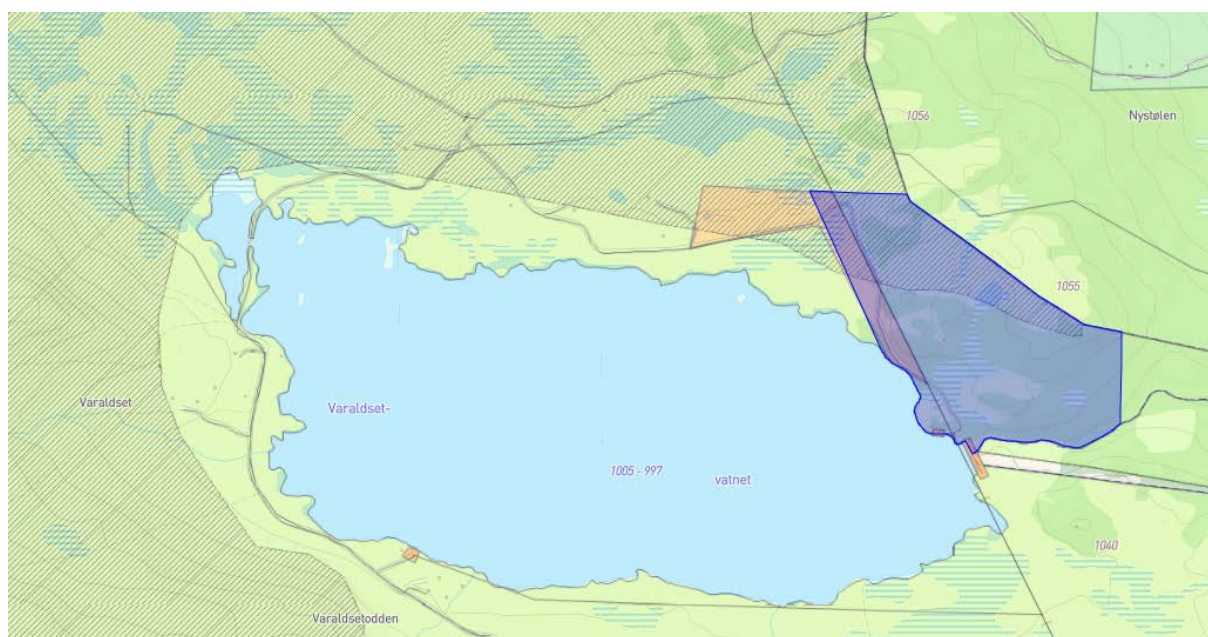 1056
Nystølen
1055
Varaldset
Varaldset-
1005 - 997
vatnet
1040
Varaldsetodden